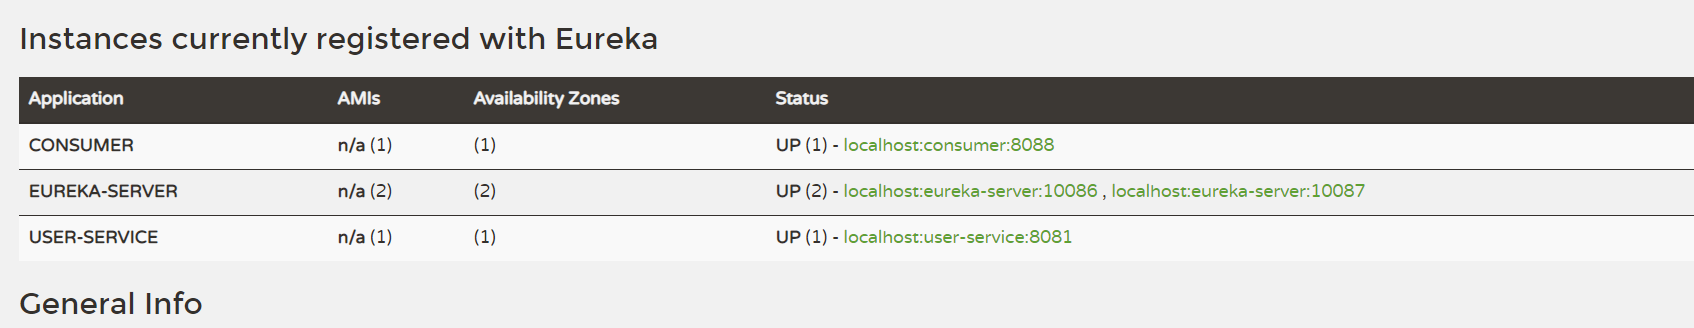 Instances currently registered with Eureka
Application AMIs Availability Zones Status
CONSUMER n/a (1) (1) UP (1) - localhost:consumer:8088
EUREKA-SERVER n/a (2) (2) UP (2) - localhost:eureka-server:10086 , localhost:eureka-server:10087
USER-SERVICE n/a (1) (1) UP (1) - localhost:user-service:8081
General Info